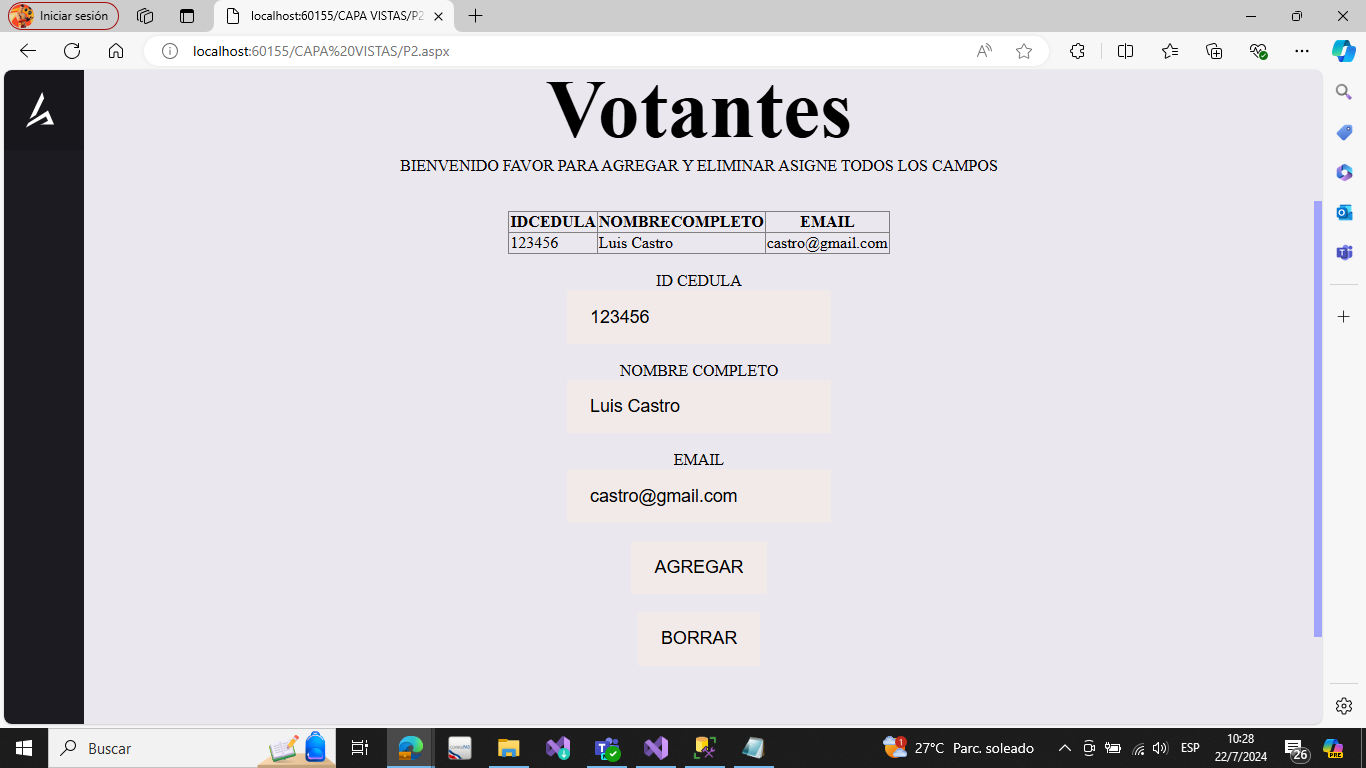 Iniciar sesión
localhost:60155/CAPA VISTAS/P2
localhost:60155/CAPA%20VISTAS/P2.aspx
Votantes
BIENVENIDO FAVOR PARA AGREGAR Y ELIMINAR ASIGNE TODOS LOS CAMPOS
IDCEDULA NOMBRECOMPLETO EMAIL
123456 Luis Castro castro@gmail.com
ID CEDULA
123456
NOMBRE COMPLETO
Luis Castro
EMAIL
castro@gmail.com
AGREGAR
BORRAR
Buscar
1
27°C Parc. soleado
ESP
10:28
22/7/2024
26
PRE